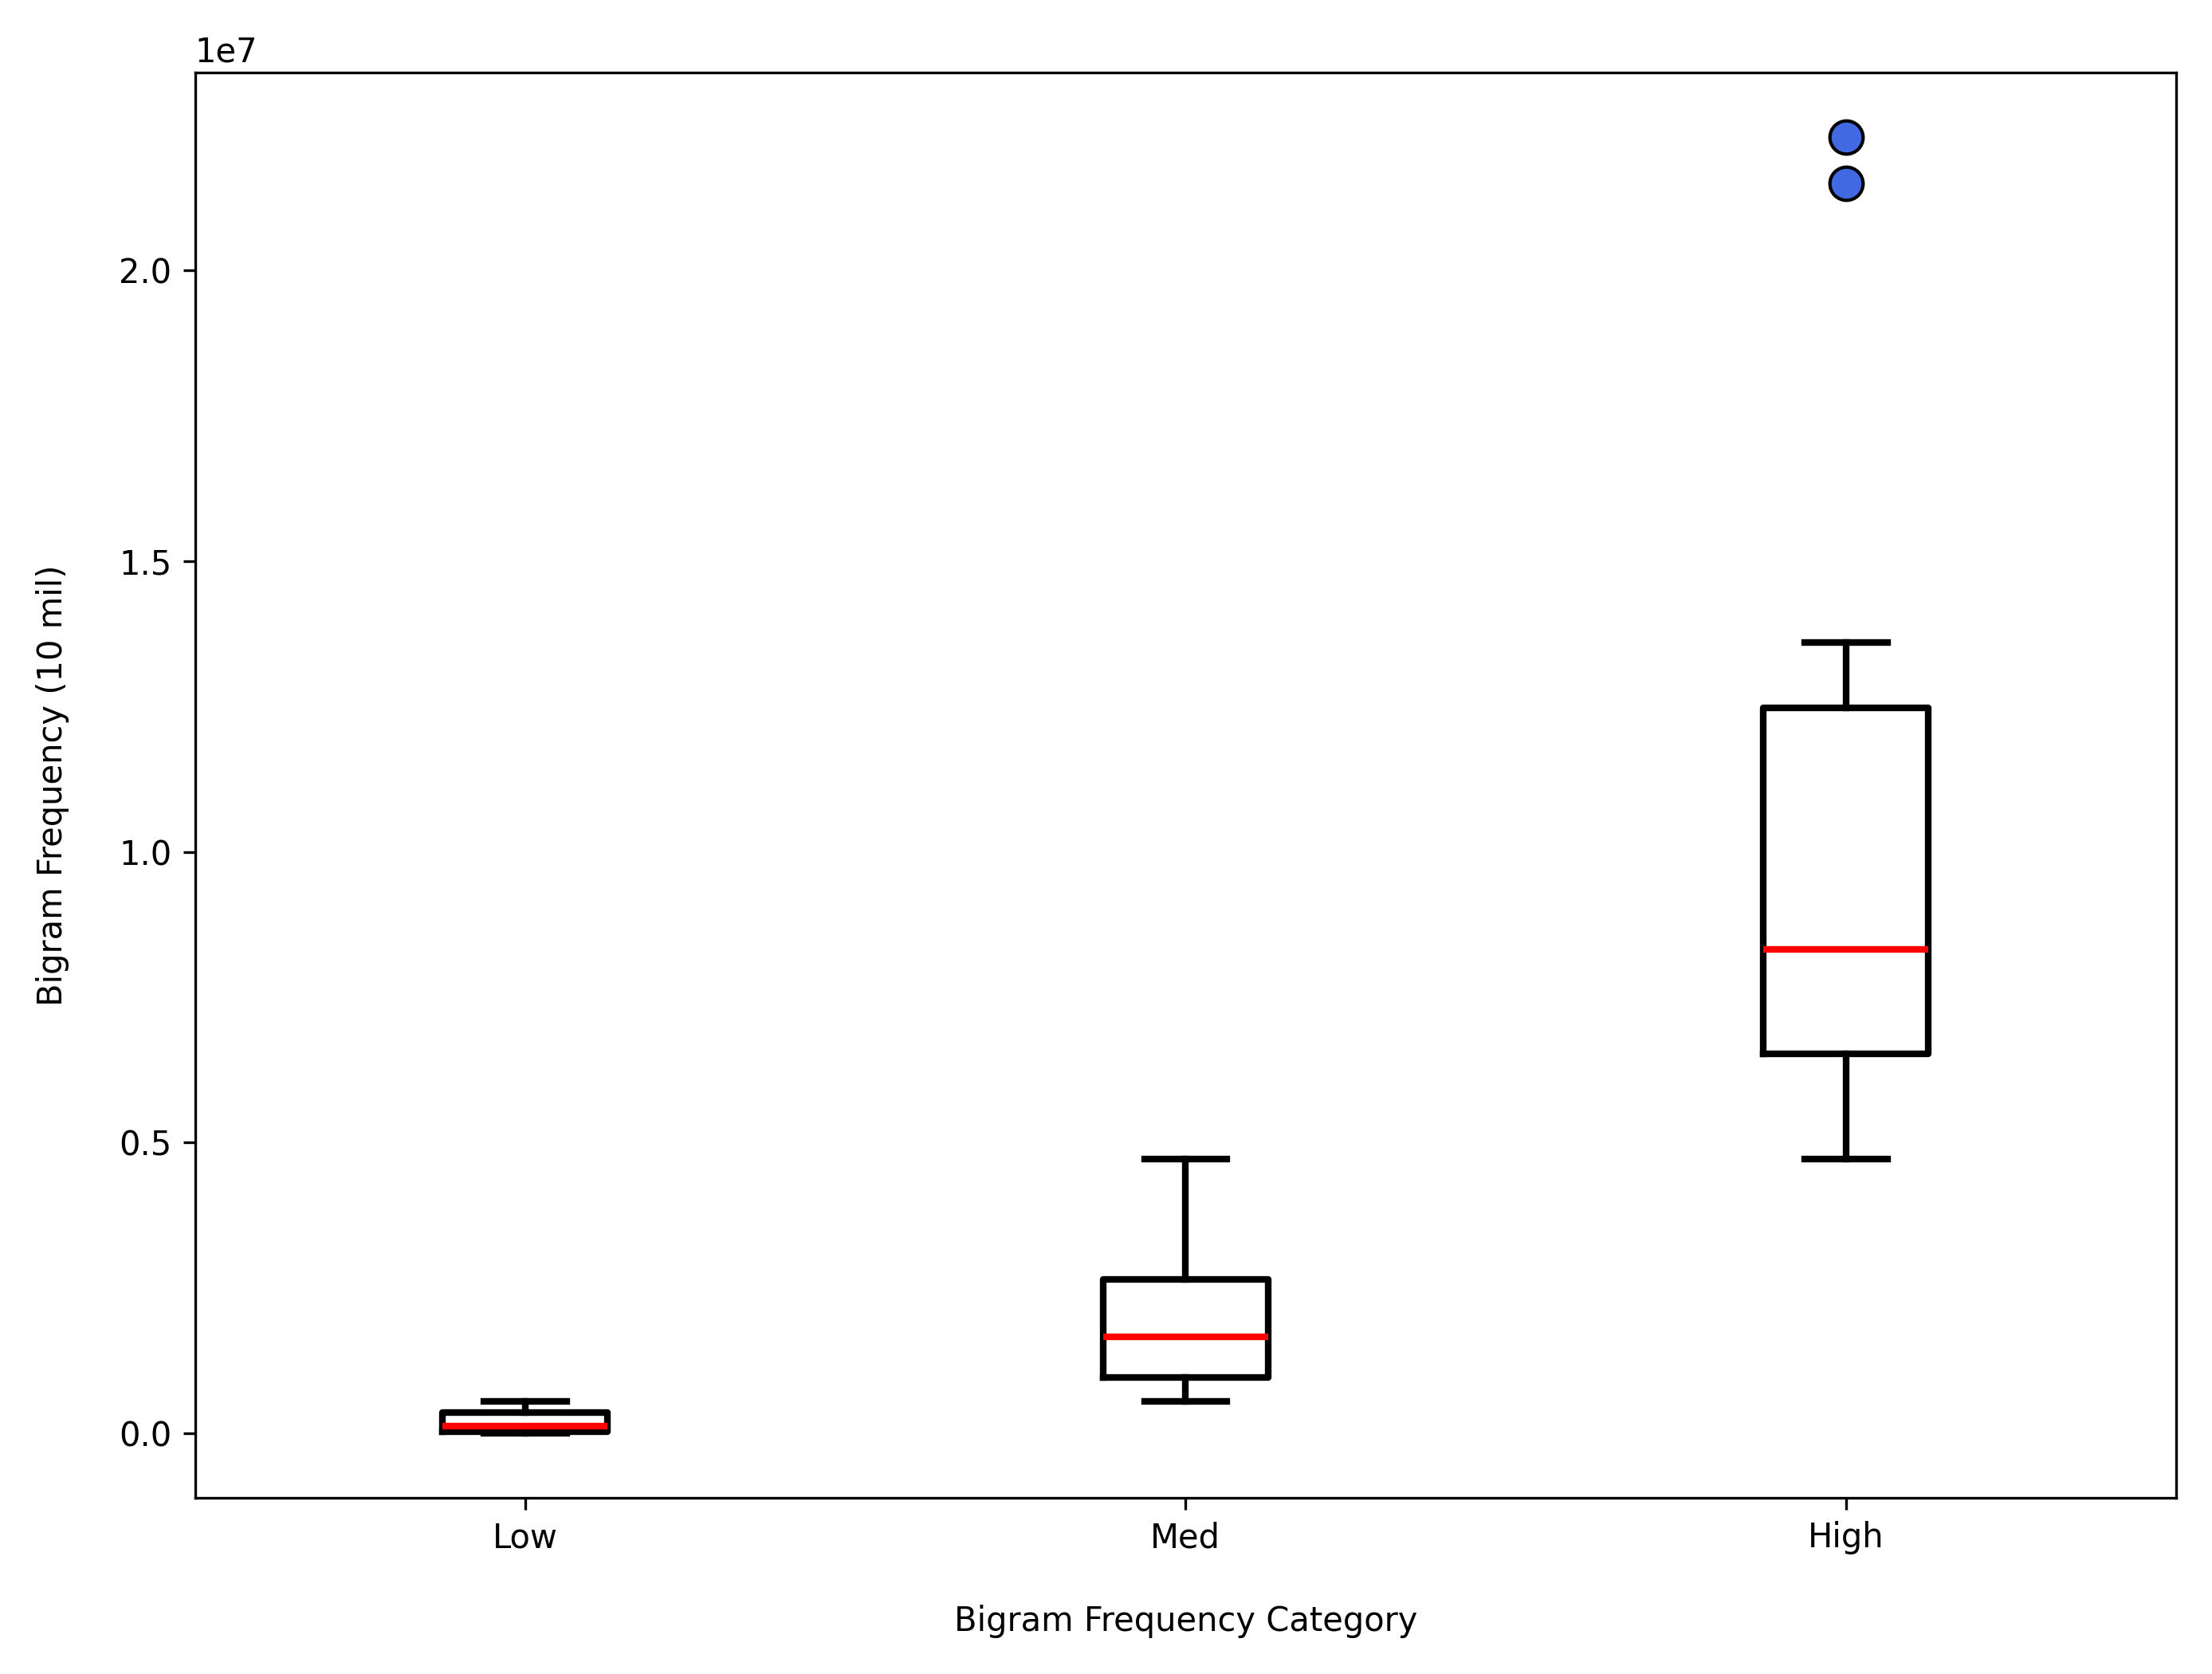 1e7
2.0
1.5
1.0
0.5
0.0
Bigram Frequency (10 mil)
Low
Med
High
Bigram Frequency Category